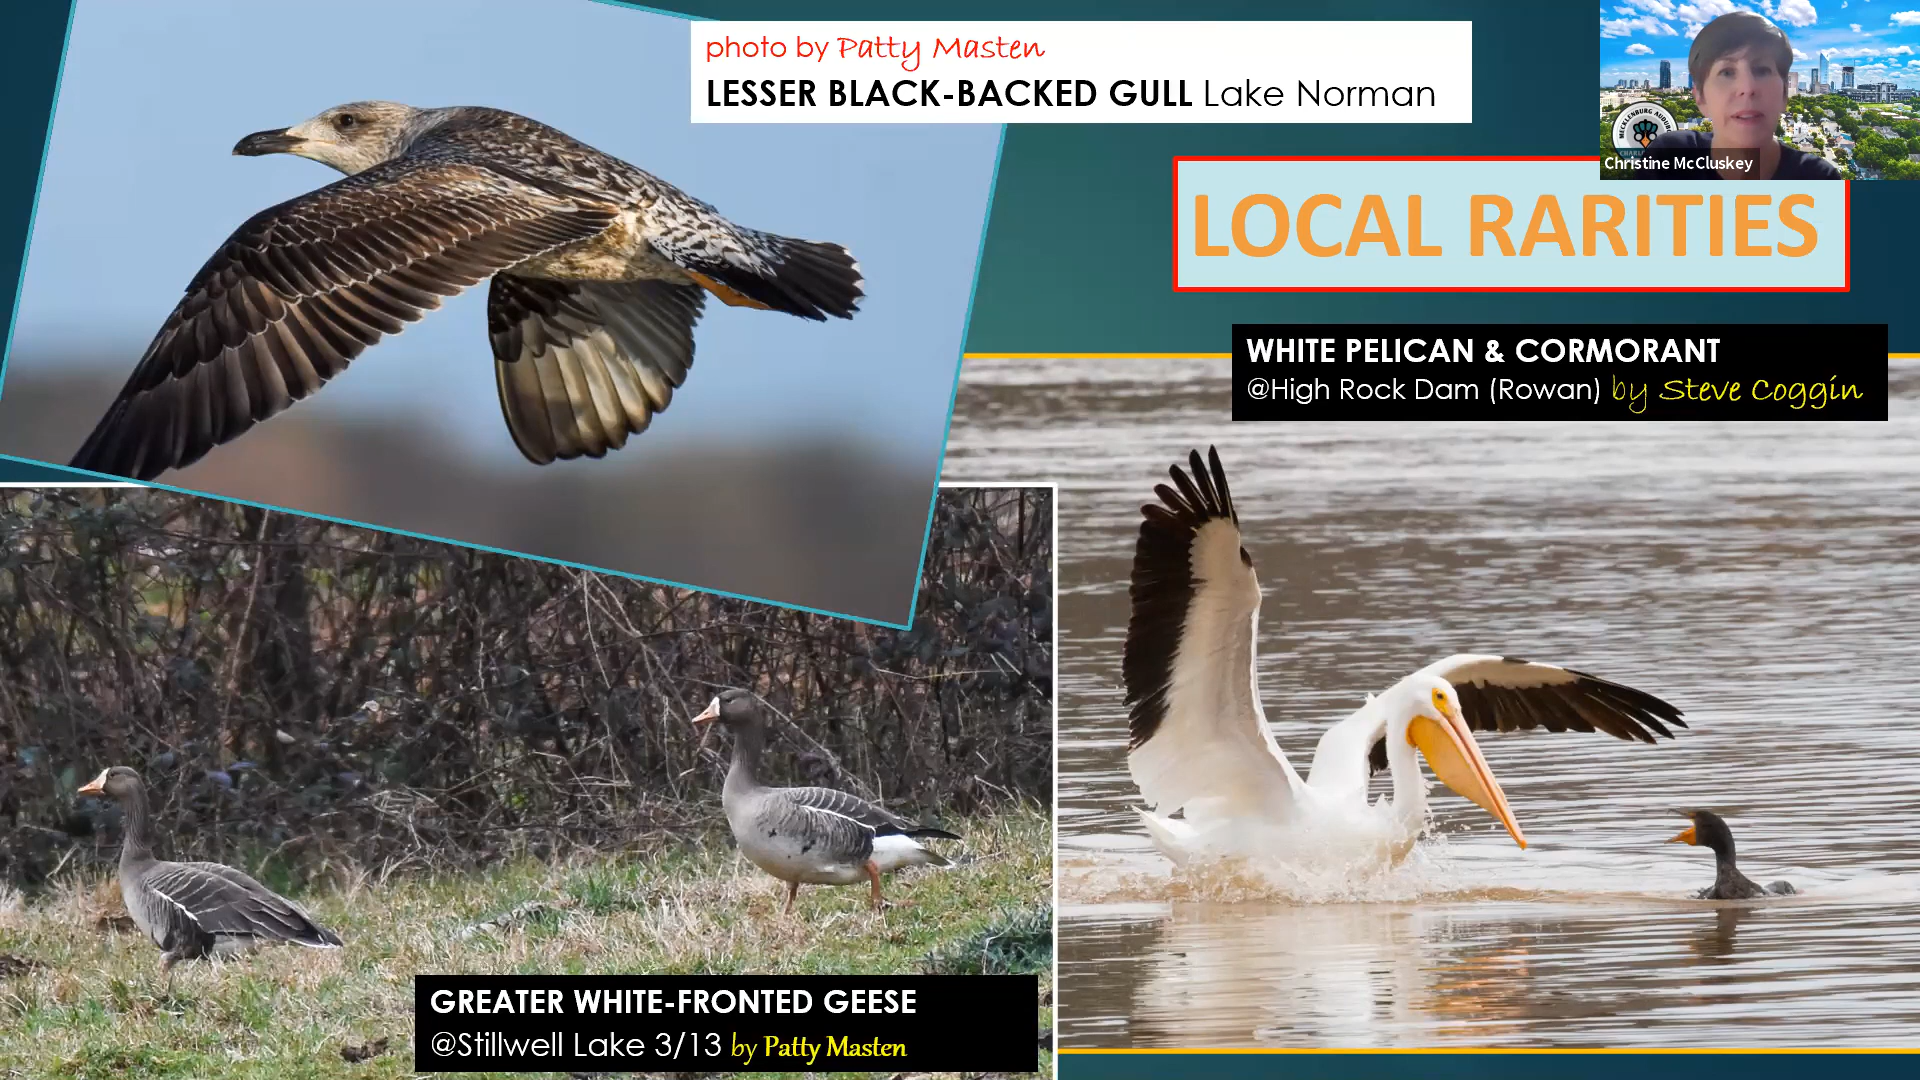 photo by Patty Masten
LESSER BLACK-BACKED GULL Lake Norman
Christine McCluskey
LOCAL RARITIES
WHITE PELICAN & CORMORANT
@High Rock Dam (Rowan) by Steve Coggin
GREATER WHITE-FRONTED GEESE
@Stillwell Lake 3/13 by Patty Masten